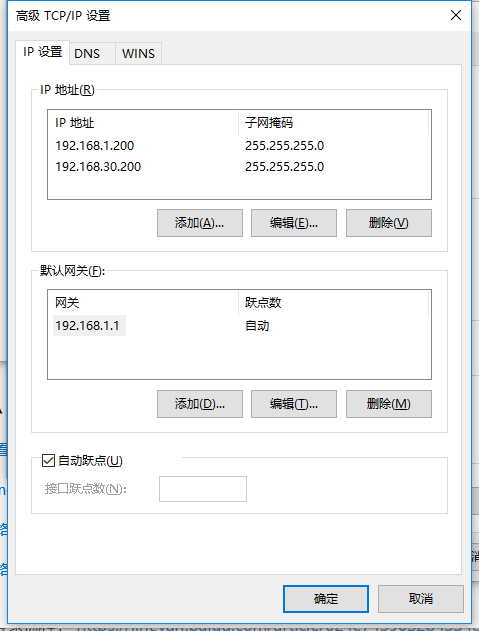 高级 TCP/IP 设置
IP 设置 DNS WINS
IP 地址(R)
IP 地址 子网掩码
192.168.1.200 255.255.255.0
192.168.30.200 255.255.255.0
添加(A)... 编辑(E)... 删除(V)
默认网关(F):
网关 跃点数
192.168.1.1 自动
添加(D)... 编辑(T)... 删除(M)
自动跃点(U)
接口跃点数(N):
确定 取消